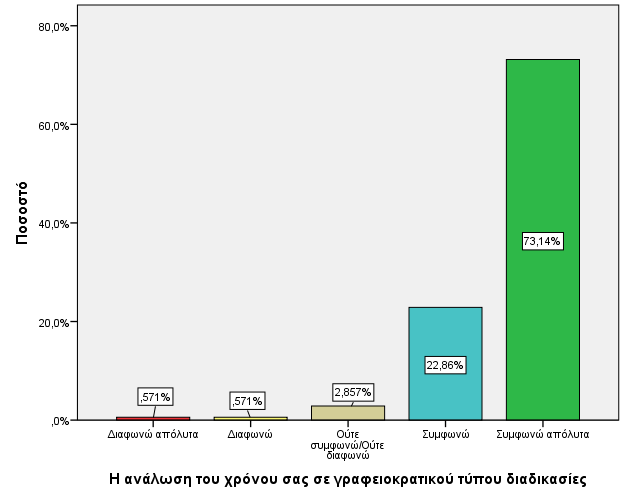 80,0%
60,0%
40,0%
20,0%
,0%
Ποσοστό
,571%
,571%
2,857%
22,86%
73,14%
Διαφωνώ απόλυτα
Διαφωνώ
Ούτε
συμφωνώ/Ούτε
διαφωνώ
Συμφωνώ
Συμφωνώ απόλυτα
Η ανάλωση του χρόνου σας σε γραφειοκρατικού τύπου διαδικασίες